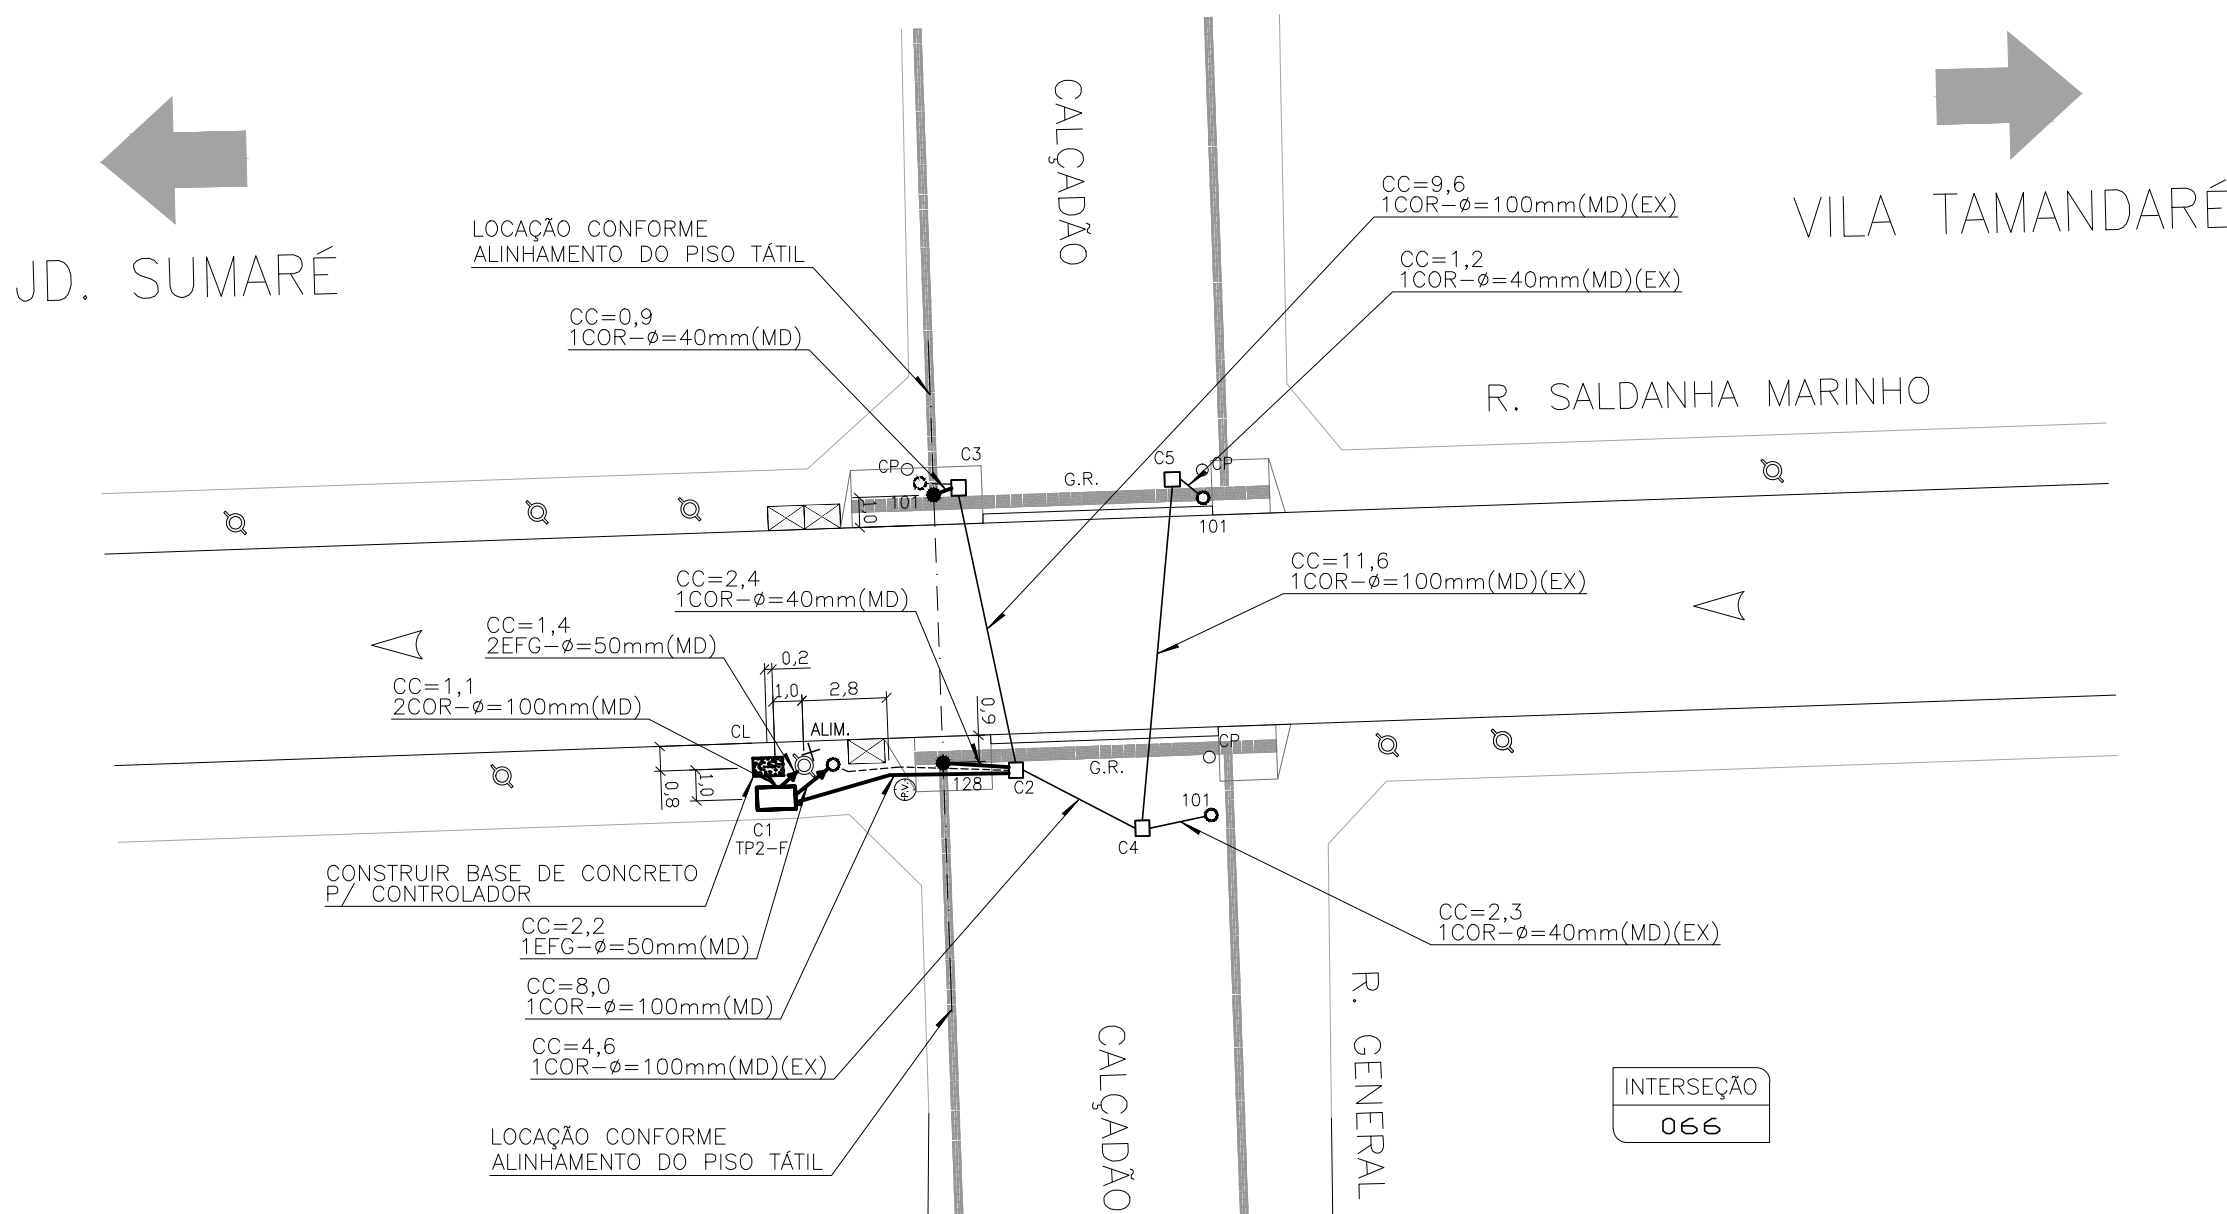 CALÇADÃO
CC=9,6
1COR-ø=100mm(MD)(EX)
VILA TAMANDARÉ
LOCAÇÃO CONFORME
ALINHAMENTO DO PISO TÁTIL
JD. SUMARÉ
CC=1,2
1COR-ø=40mm(MD)(EX)
CC=0,9
1COR-ø=40mm(MD)
R. SALDANHA MARINHO
CP
C3
C5
CP
G.R.
101
1,0
101
CC=11,6
1COR-ø=100mm(MD)(EX)
CC=2,4
1COR-ø=40mm(MD)
CC=1,4
2EFG-ø=50mm(MD)
0,2
CC=1,1
2COR-ø=100mm(MD)
1,0
2,8
0,9
CL
ALIM.
CP
G.R.
P.V.
128
C2
0,8
1,0
101
C1
TP2-F
C4
CONSTRUIR BASE DE CONCRETO
P/ CONTROLADOR
CC=2,2
1EFG-ø=50mm(MD)
CC=2,3
1COR-ø=40mm(MD)(EX)
CC=8,0
1COR-ø=100mm(MD)
CC=4,6
1COR-ø=100mm(MD)(EX)
R. GENERAL
CALÇADÃO
INTERSEÇÃO
066
LOCAÇÃO CONFORME
ALINHAMENTO DO PISO TÁTIL